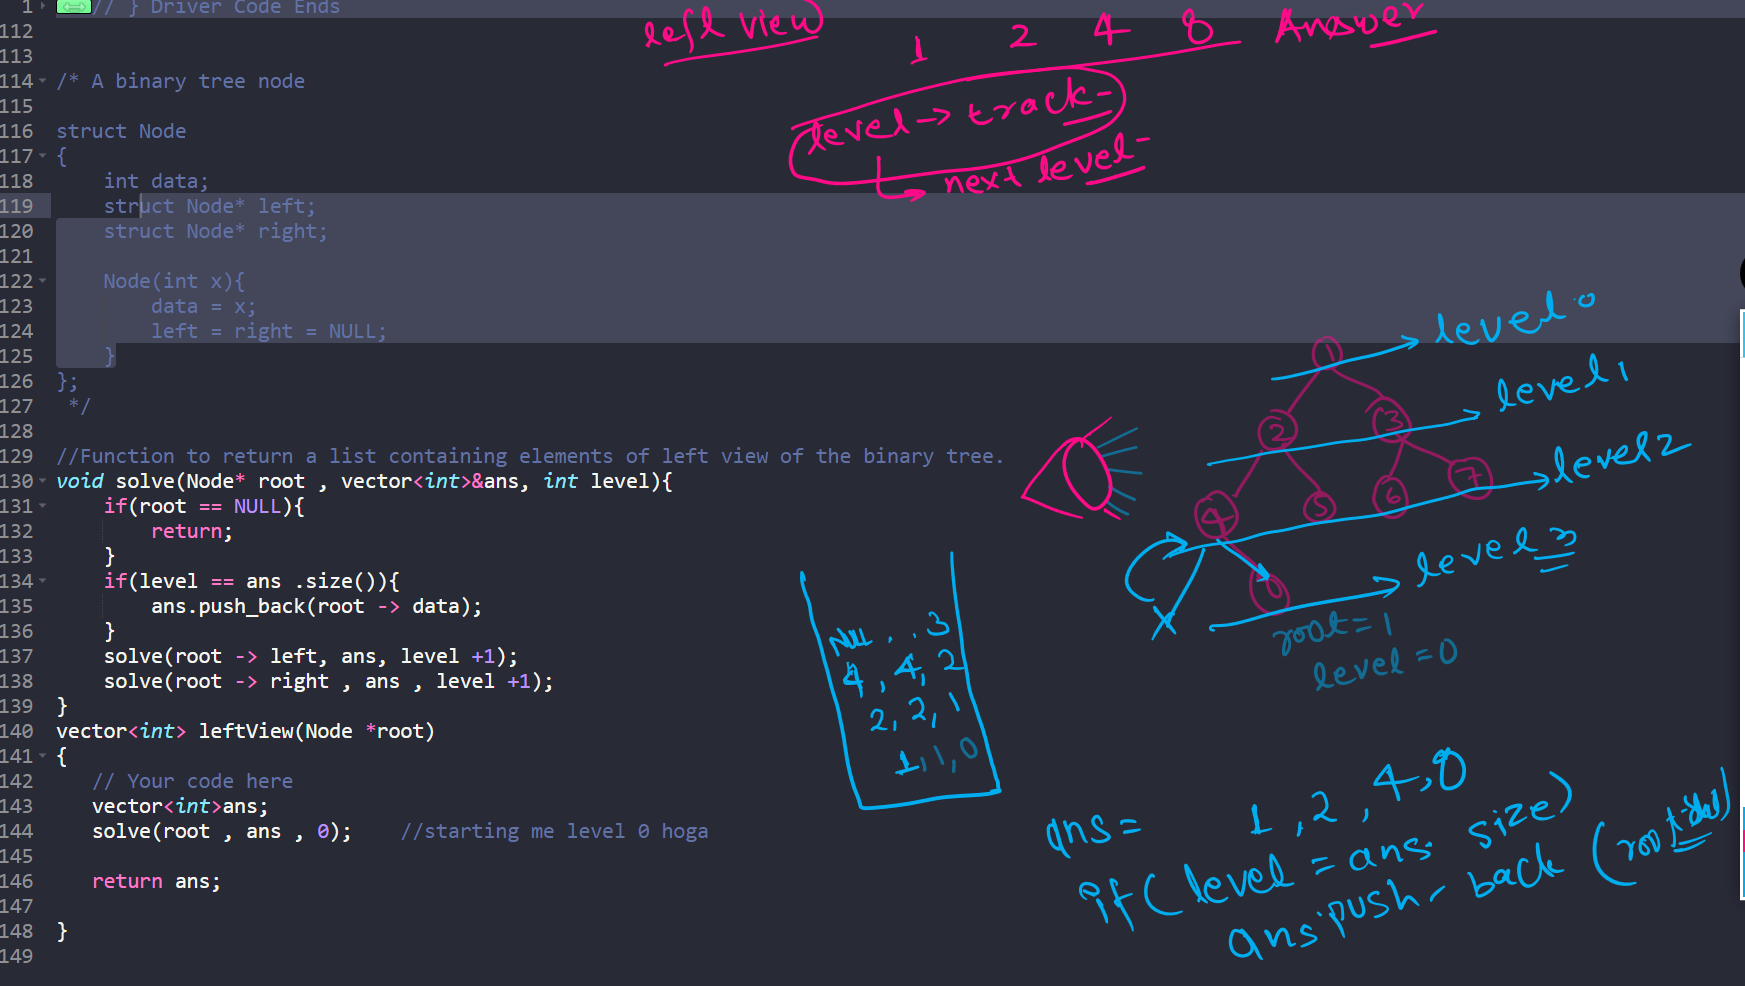 1 // } Driver Code Ends
112
113
114 /* A binary tree node
115
116 struct Node
117 {
118 int data;
119 struct Node* left;
120 struct Node* right;
121
122 Node(int x){
123 data = x;
124 left = right = NULL;
125 }
126 };
127 */
128
129 //Function to return a list containing elements of left view of the binary tree.
130 void solve(Node* root , vector<int>&ans, int level){
131 if(root == NULL){
132 return;
133 }
134 if(level == ans .size()){
135 ans.push_back(root -> data);
136 }
137 solve(root -> left, ans, level +1);
138 solve(root -> right , ans , level +1);
139 }
140 vector<int> leftView(Node *root)
141 {
142 // Your code here
143 vector<int>ans;
144 solve(root , ans , 0); //starting me level 0 hoga
145
146 return ans;
147
148 }
149
left view 1 2 4 8 Answer
level -> track
next level
level 0
1
level 1
2 3
level 2
4 5 6 7
level 3
8
X
root = 1
level = 0
NULL . . 3
4, 4, 2
2, 2, 1
1, 1, 0
ans = 1, 2, 4, 8
if(level = ans. size)
ans.push_back(root